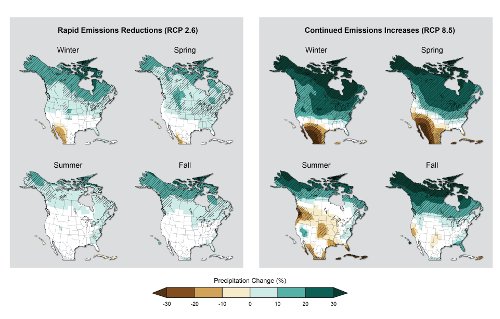 Rapid Emissions Reductions (RCP 2.6)
Continued Emissions Increases (RCP 8.5)
Winter
Spring
Winter
Spring
Summer
Fall
Summer
Fall
Precipitation Change (%)
-30 -20 -10 0 10 20 30